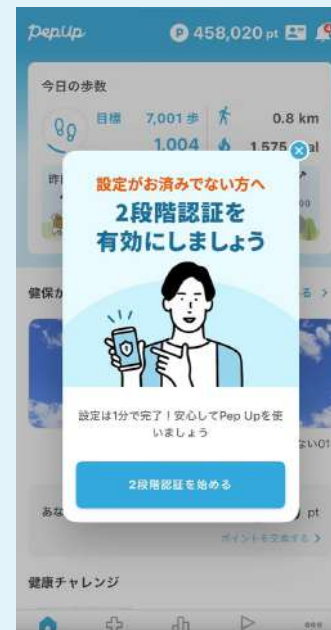 PepUp
P 458,020 pt
今日の歩数
目標 7,001 歩 0.8 km
1,004 1,575
設定がお済みでない方へ
2段階認証を
有効にしましょう
設定は1分で完了！安心してPep Upを使
いましょう
2段階認証を始める
pt
ポイントを交換する >
健康チャレンジ